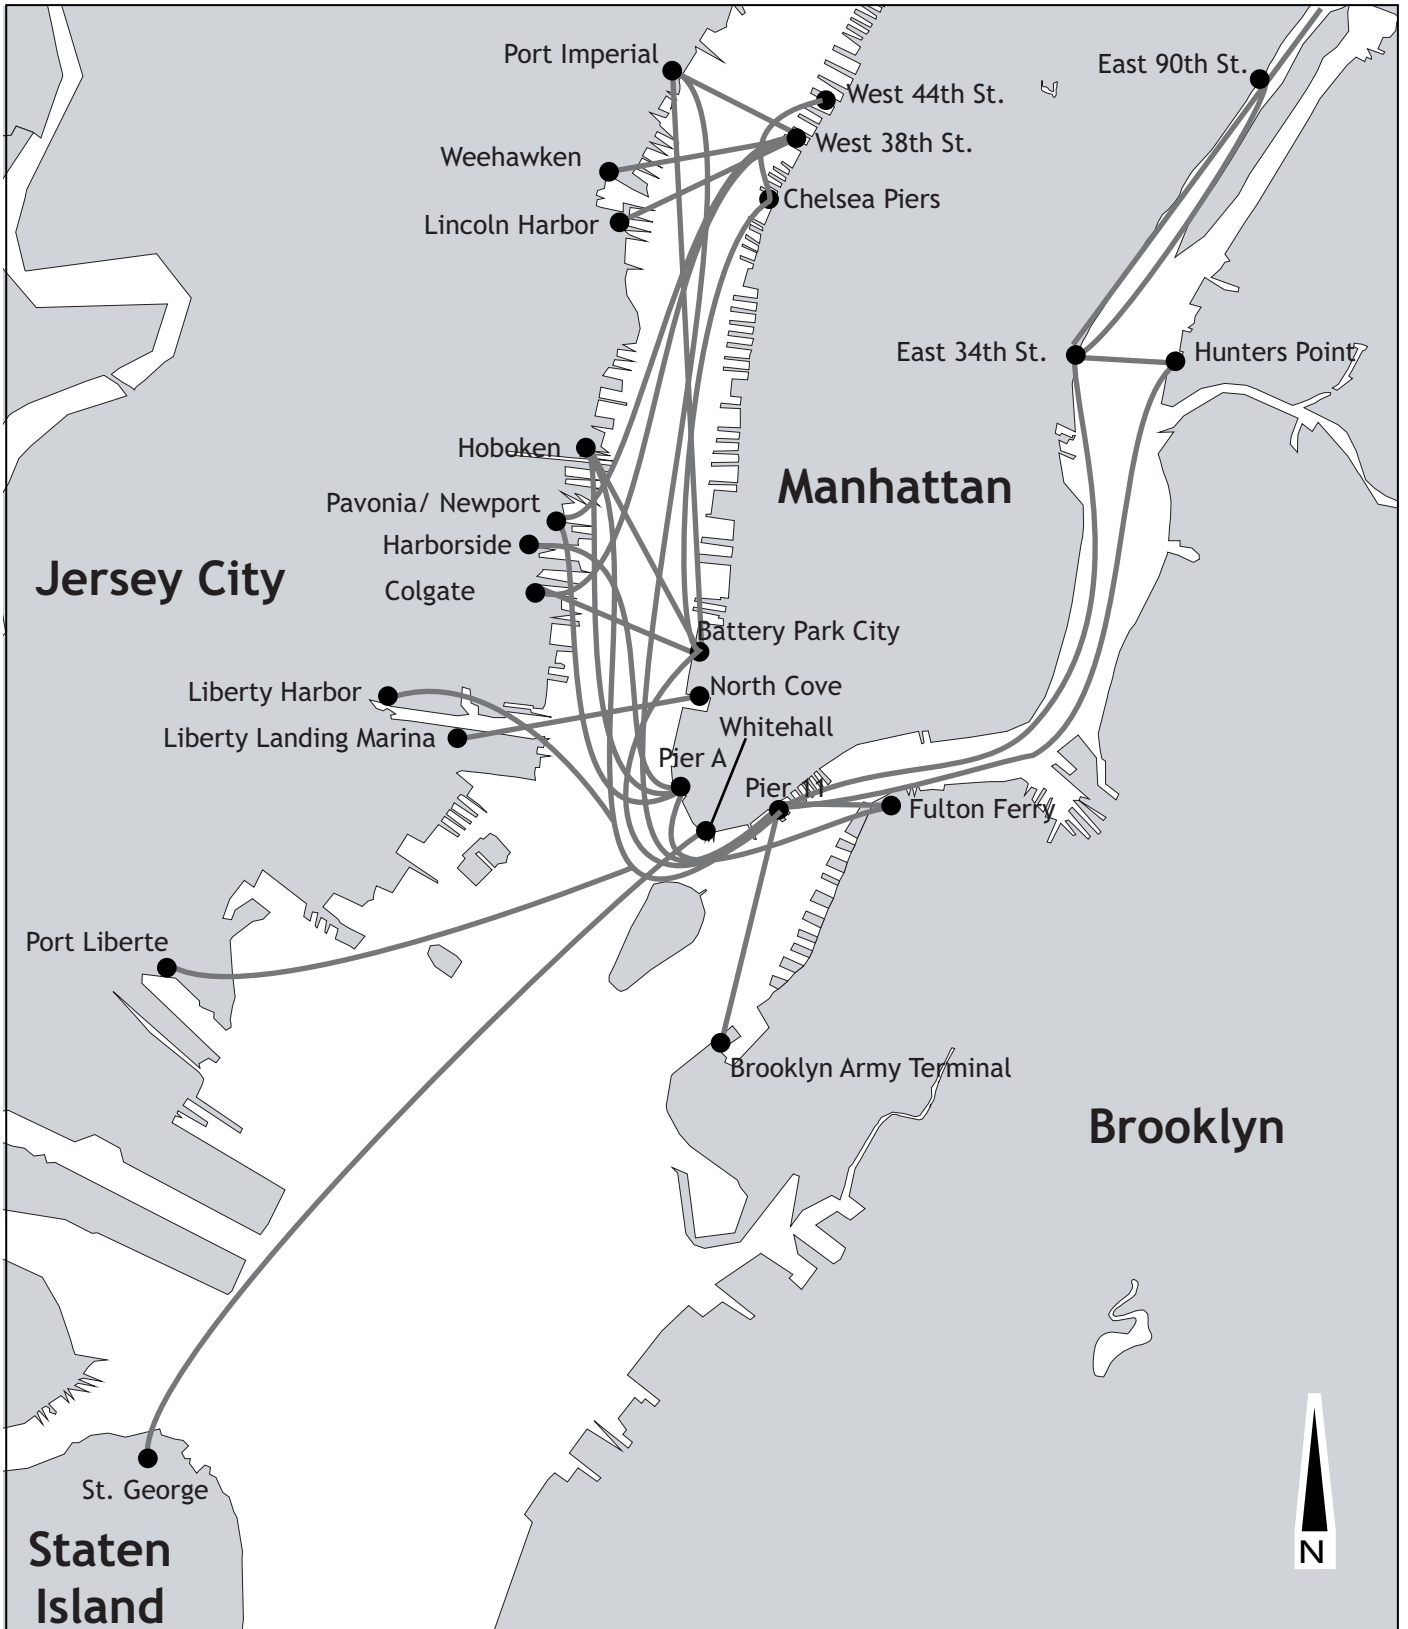 Port Imperial
East 90th St.
West 44th St.
West 38th St.
Weehawken
Chelsea Piers
Lincoln Harbor
East 34th St.
Hunters Point
Hoboken
Manhattan
Pavonia/ Newport
Harborside
Jersey City
Colgate
Battery Park City
North Cove
Liberty Harbor
Whitehall
Liberty Landing Marina
Pier A
Pier 11
Fulton Ferry
Port Liberte
Brooklyn Army Terminal
Brooklyn
St. George
Staten
Island
N